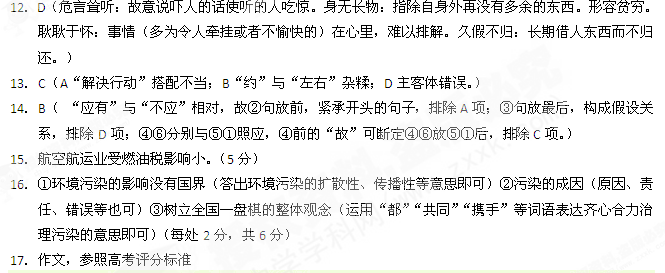 12. D（危言耸听：故意说吓人的话使听的人吃惊。身无长物：指除自身外再没有多余的东西。形容贫穷。
耿耿于怀：事情（多为令人牵挂或者不愉快的）在心里，难以排解。久假不归：长期借人东西而不归
还。）
13. C（A“解决行动”搭配不当；B“约”与“左右”杂糅；D 主客体错误。）
14. B（ “应有”与“不应”相对，故②句放前，紧承开头的句子，排除 A 项；③句放最后，构成假设关
系，排除 D 项；④⑥分别与⑤①照应，④前的“故”可断定④⑥放⑤①后，排除 C 项。）
15. 航空航运业受燃油税影响小。（5 分）
16. ①环境污染的影响没有国界（答出环境污染的扩散性、传播性等意思即可）②污染的成因（原因、责
任、错误等也可）③树立全国一盘棋的整体观念（运用“都”“共同”“携手”等词语表达齐心合力治
理污染的意思即可）（每处 2 分，共 6 分）
17. 作文，参照高考评分标准